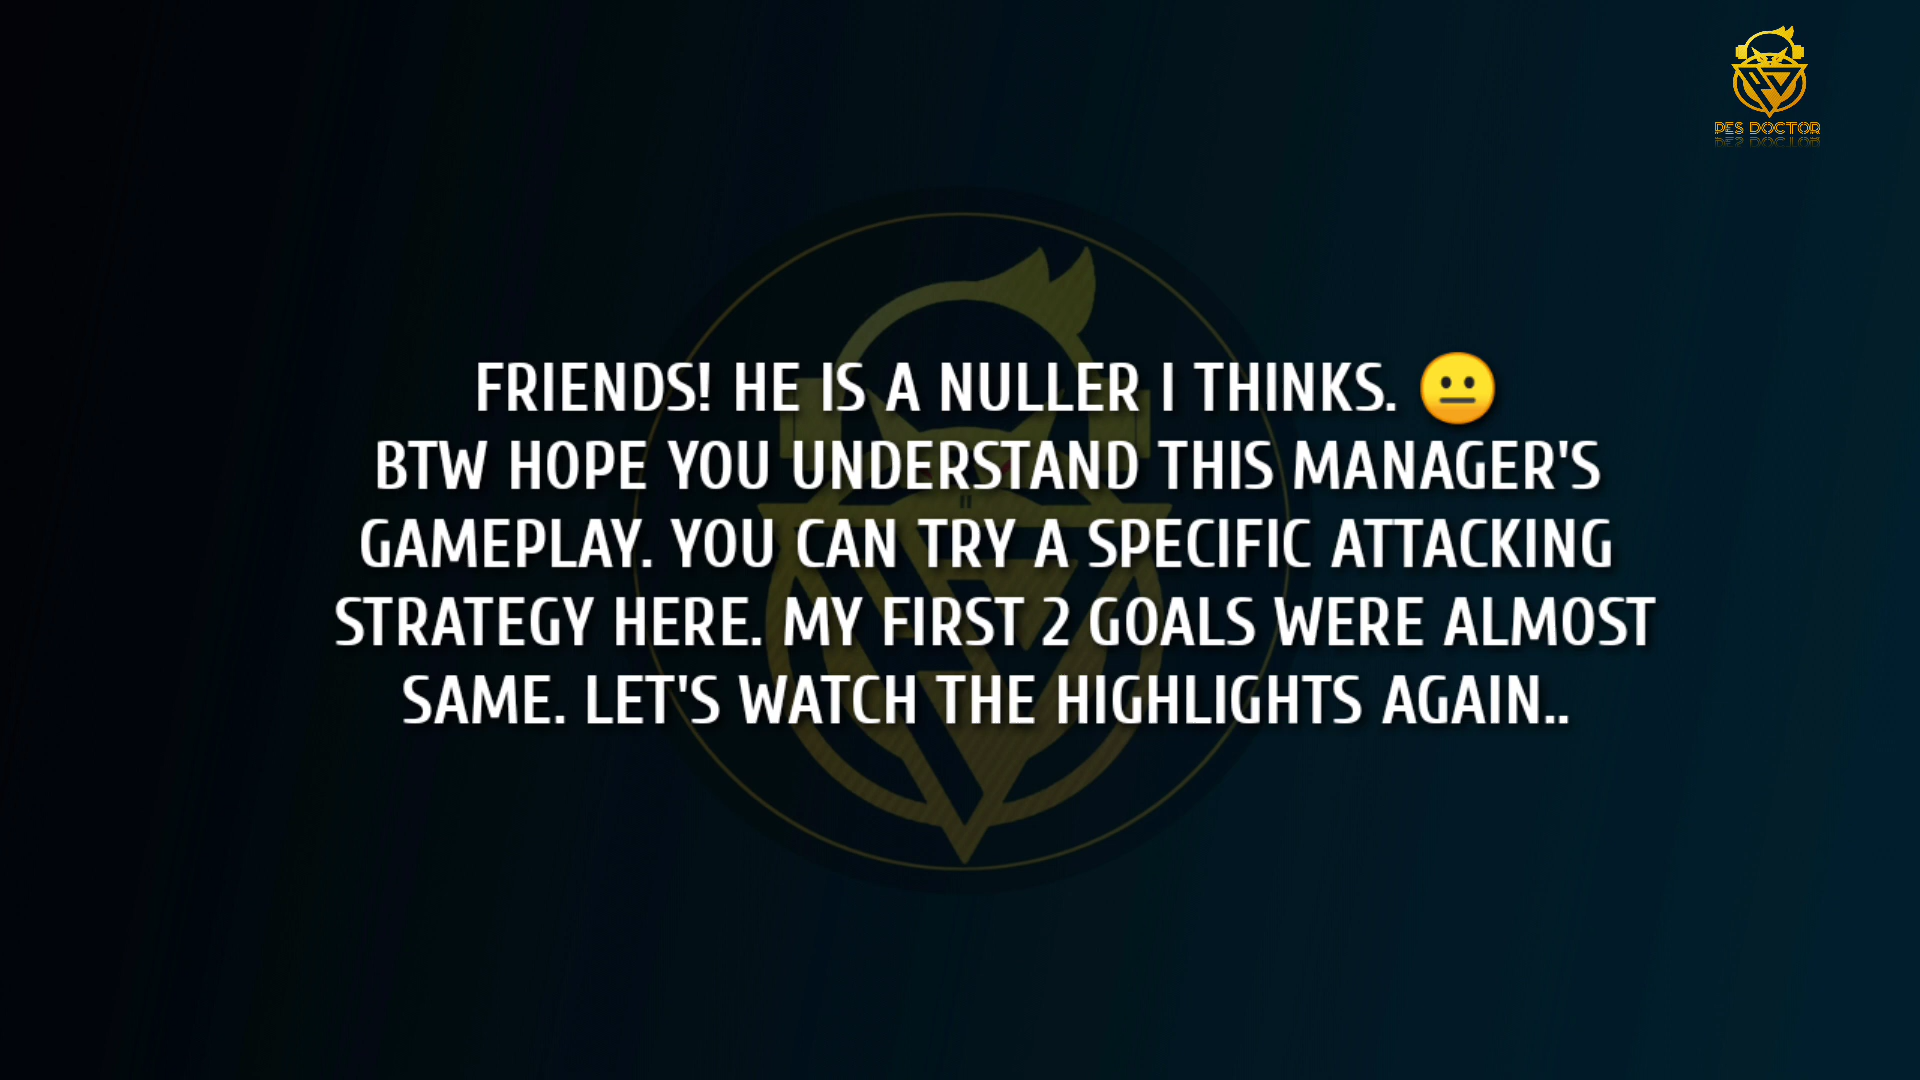 PES DOCTOR
FRIENDS! HE IS A NULLER I THINKS. 😐
BTW HOPE YOU UNDERSTAND THIS MANAGER'S
GAMEPLAY. YOU CAN TRY A SPECIFIC ATTACKING
STRATEGY HERE. MY FIRST 2 GOALS WERE ALMOST
SAME. LET'S WATCH THE HIGHLIGHTS AGAIN..